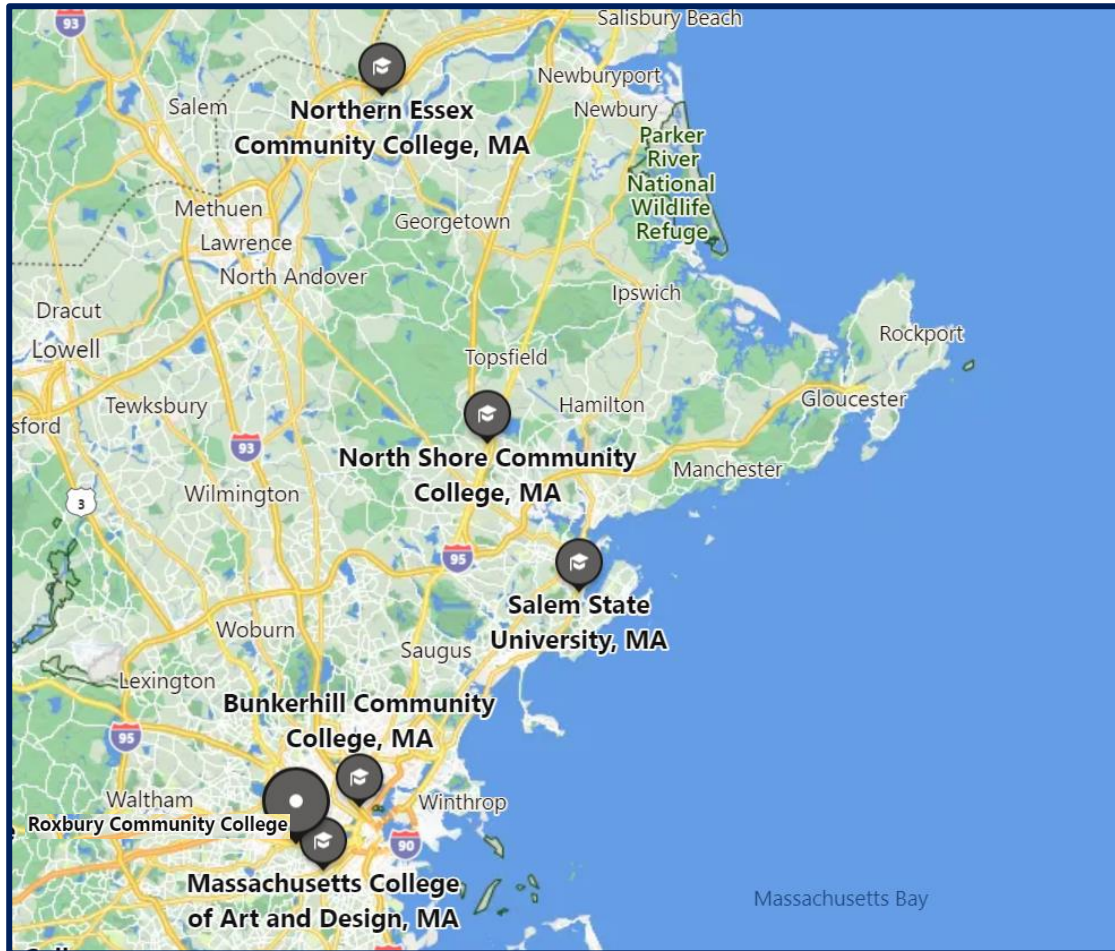 93
Salisbury Beach
Northern Essex
Community College, MA
Salem
Newburyport
Newbury
Parker
River
National
Wildlife
Refuge
Methuen
Georgetown
Lawrence
North Andover
Ipswich
Dracut
Rockport
Lowell
Topsfield
Tewksbury
Hamilton
Gloucester
sford
93
North Shore Community
College, MA
Manchester
Wilmington
3
95
Salem State
University, MA
Woburn
Saugus
Lexington
Bunkerhill Community
College, MA
95
Waltham
Winthrop
Roxbury Community College
90
Massachusetts College
of Art and Design, MA
Massachusetts Bay